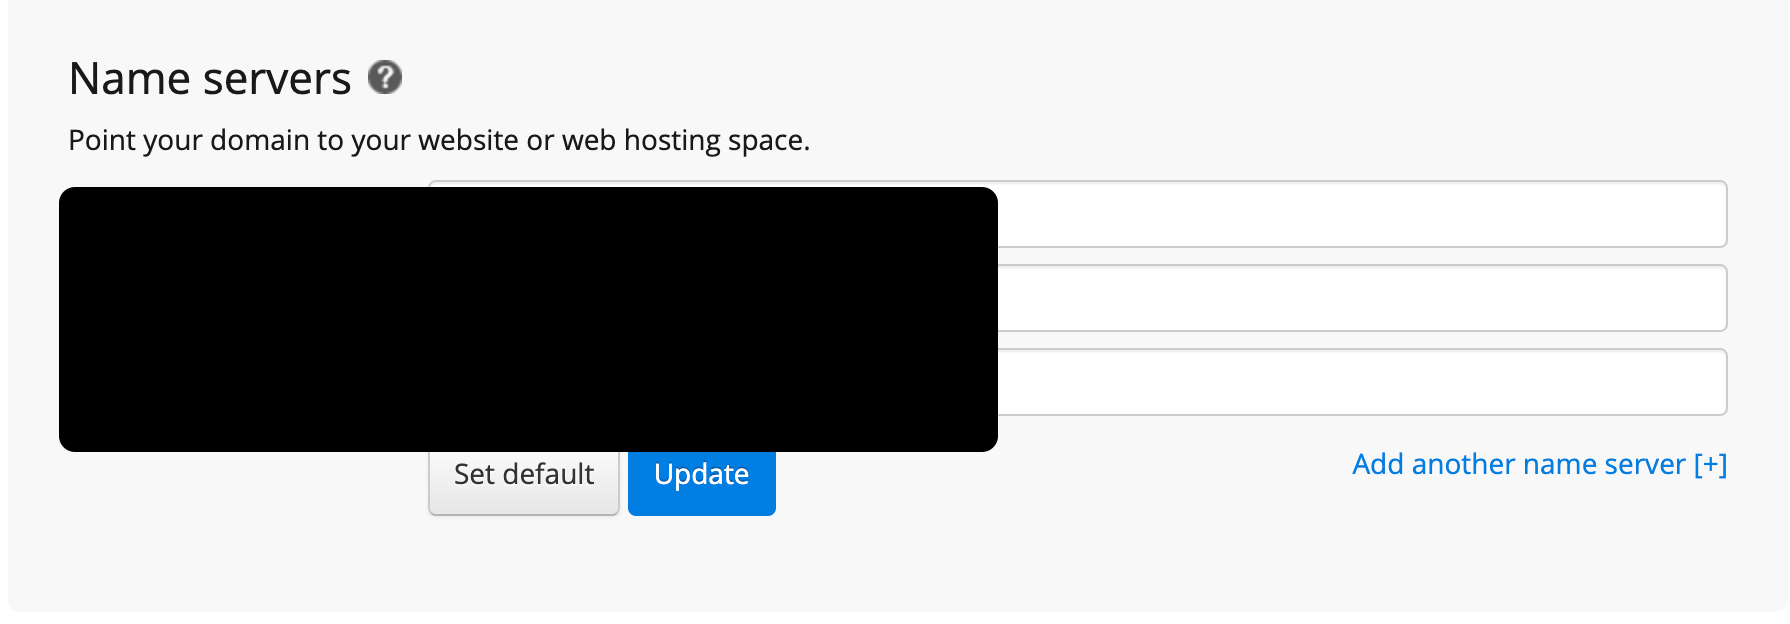 Name servers ?
Point your domain to your website or web hosting space.
Set default
Update
Add another name server [+]